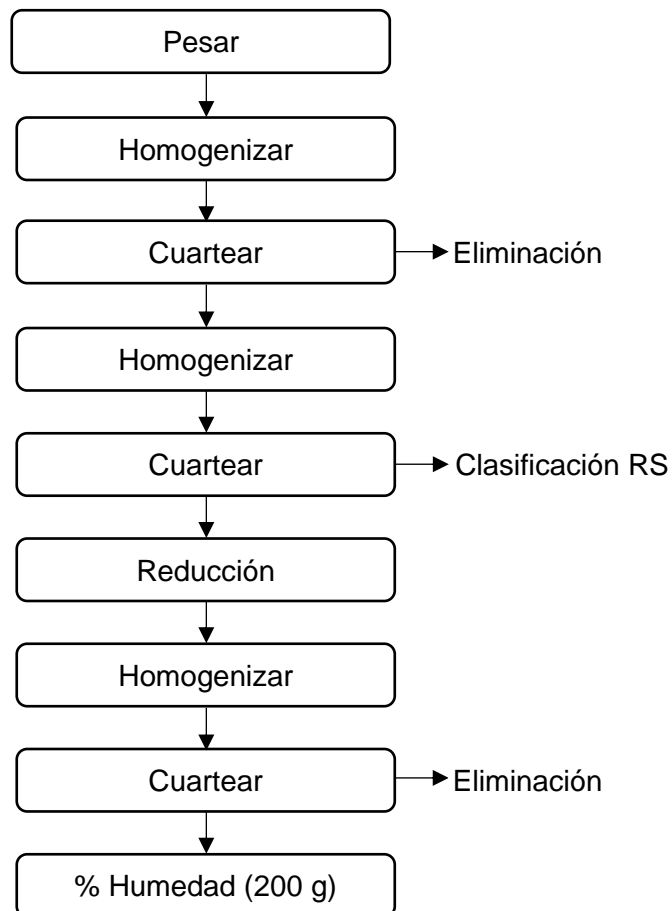 Pesar
Homogenizar
Cuartear
Eliminación
Homogenizar
Cuartear
Clasificación RS
Reducción
Homogenizar
Cuartear
Eliminación
% Humedad (200 g)